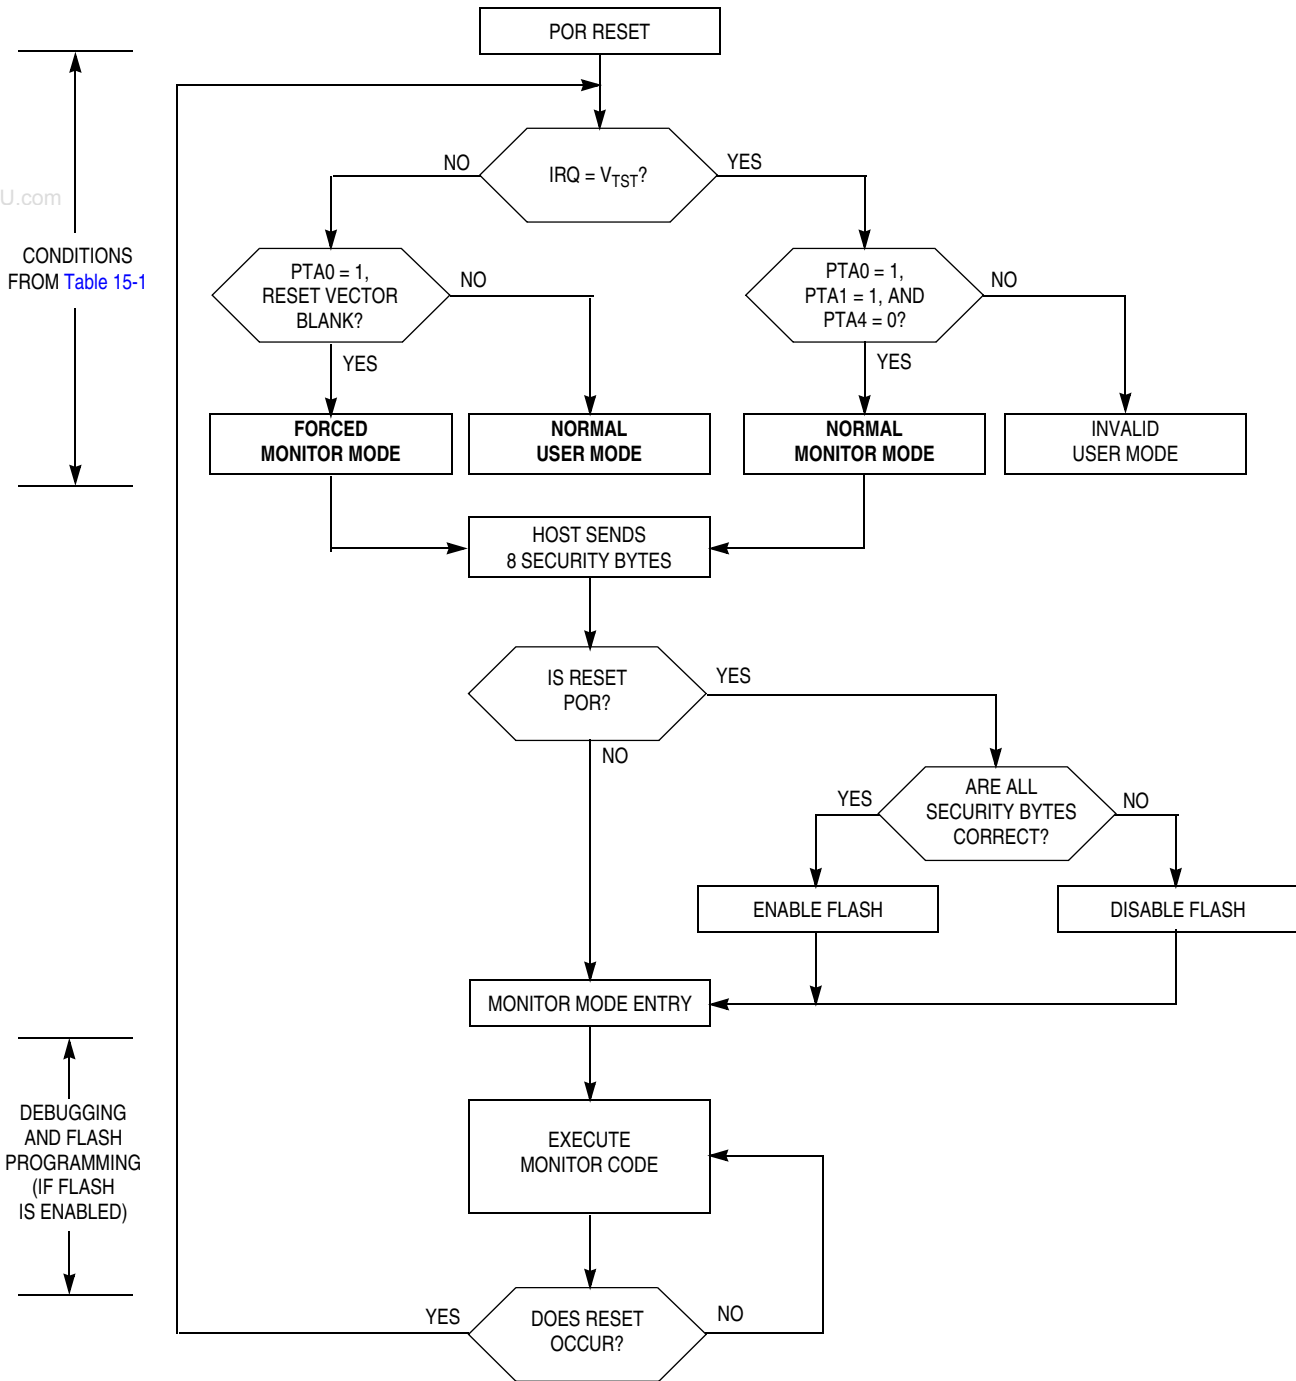 POR RESET
NO
IRQ = VTST?
YES
U.com
CONDITIONS
FROM Table 15-1
PTA0 = 1,
RESET VECTOR
BLANK?
NO
YES
PTA0 = 1,
PTA1 = 1, AND
PTA4 = 0?
NO
YES
FORCED
MONITOR MODE
NORMAL
USER MODE
NORMAL
MONITOR MODE
INVALID
USER MODE
HOST SENDS
8 SECURITY BYTES
IS RESET
POR?
YES
NO
YES
ARE ALL
SECURITY BYTES
CORRECT?
NO
ENABLE FLASH
DISABLE FLASH
MONITOR MODE ENTRY
DEBUGGING
AND FLASH
PROGRAMMING
(IF FLASH
IS ENABLED)
EXECUTE
MONITOR CODE
YES
DOES RESET
OCCUR?
NO